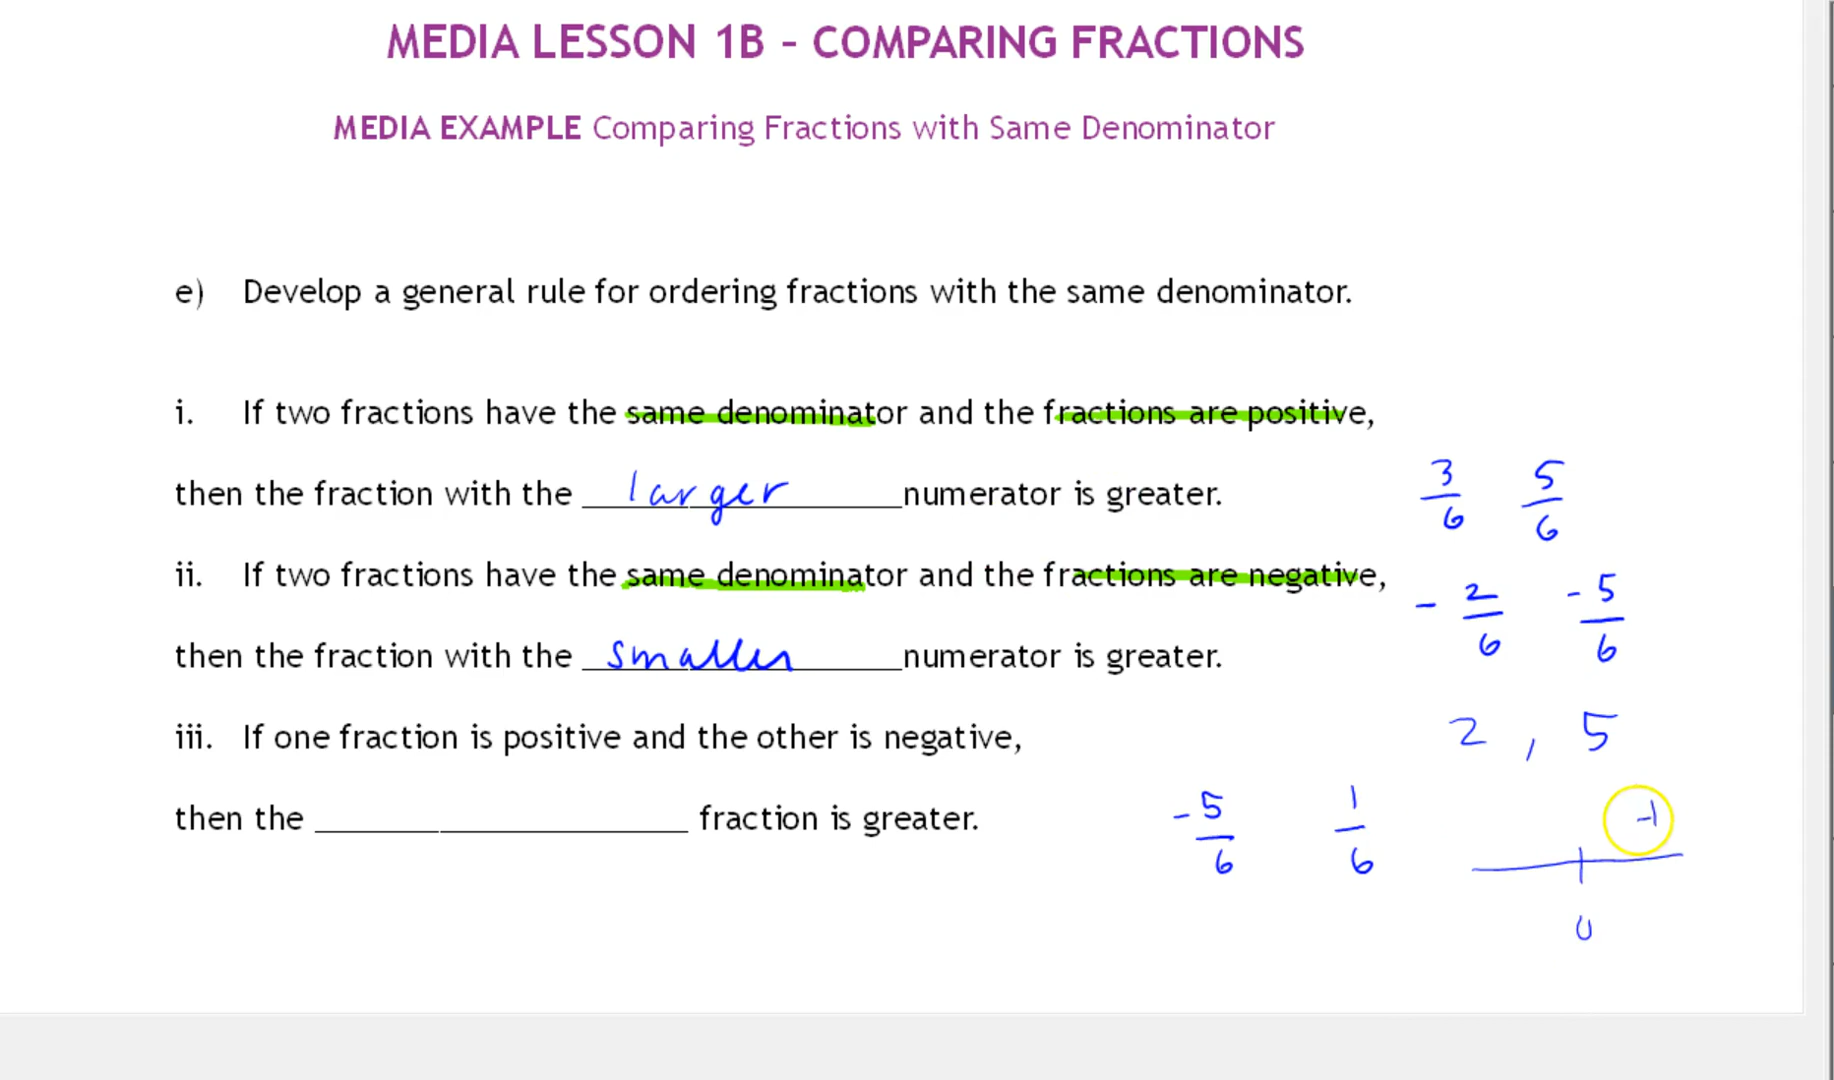 MEDIA LESSON 1B – COMPARING FRACTIONS
MEDIA EXAMPLE Comparing Fractions with Same Denominator
e) Develop a general rule for ordering fractions with the same denominator.
i. If two fractions have the same denominator and the fractions are positive,
then the fraction with the larger numerator is greater.
3/6 5/6
ii. If two fractions have the same denominator and the fractions are negative,
- 2/6 - 5/6
then the fraction with the smaller numerator is greater.
iii. If one fraction is positive and the other is negative,
2 , 5
then the ____________________ fraction is greater.
- 5/6 1/6
0